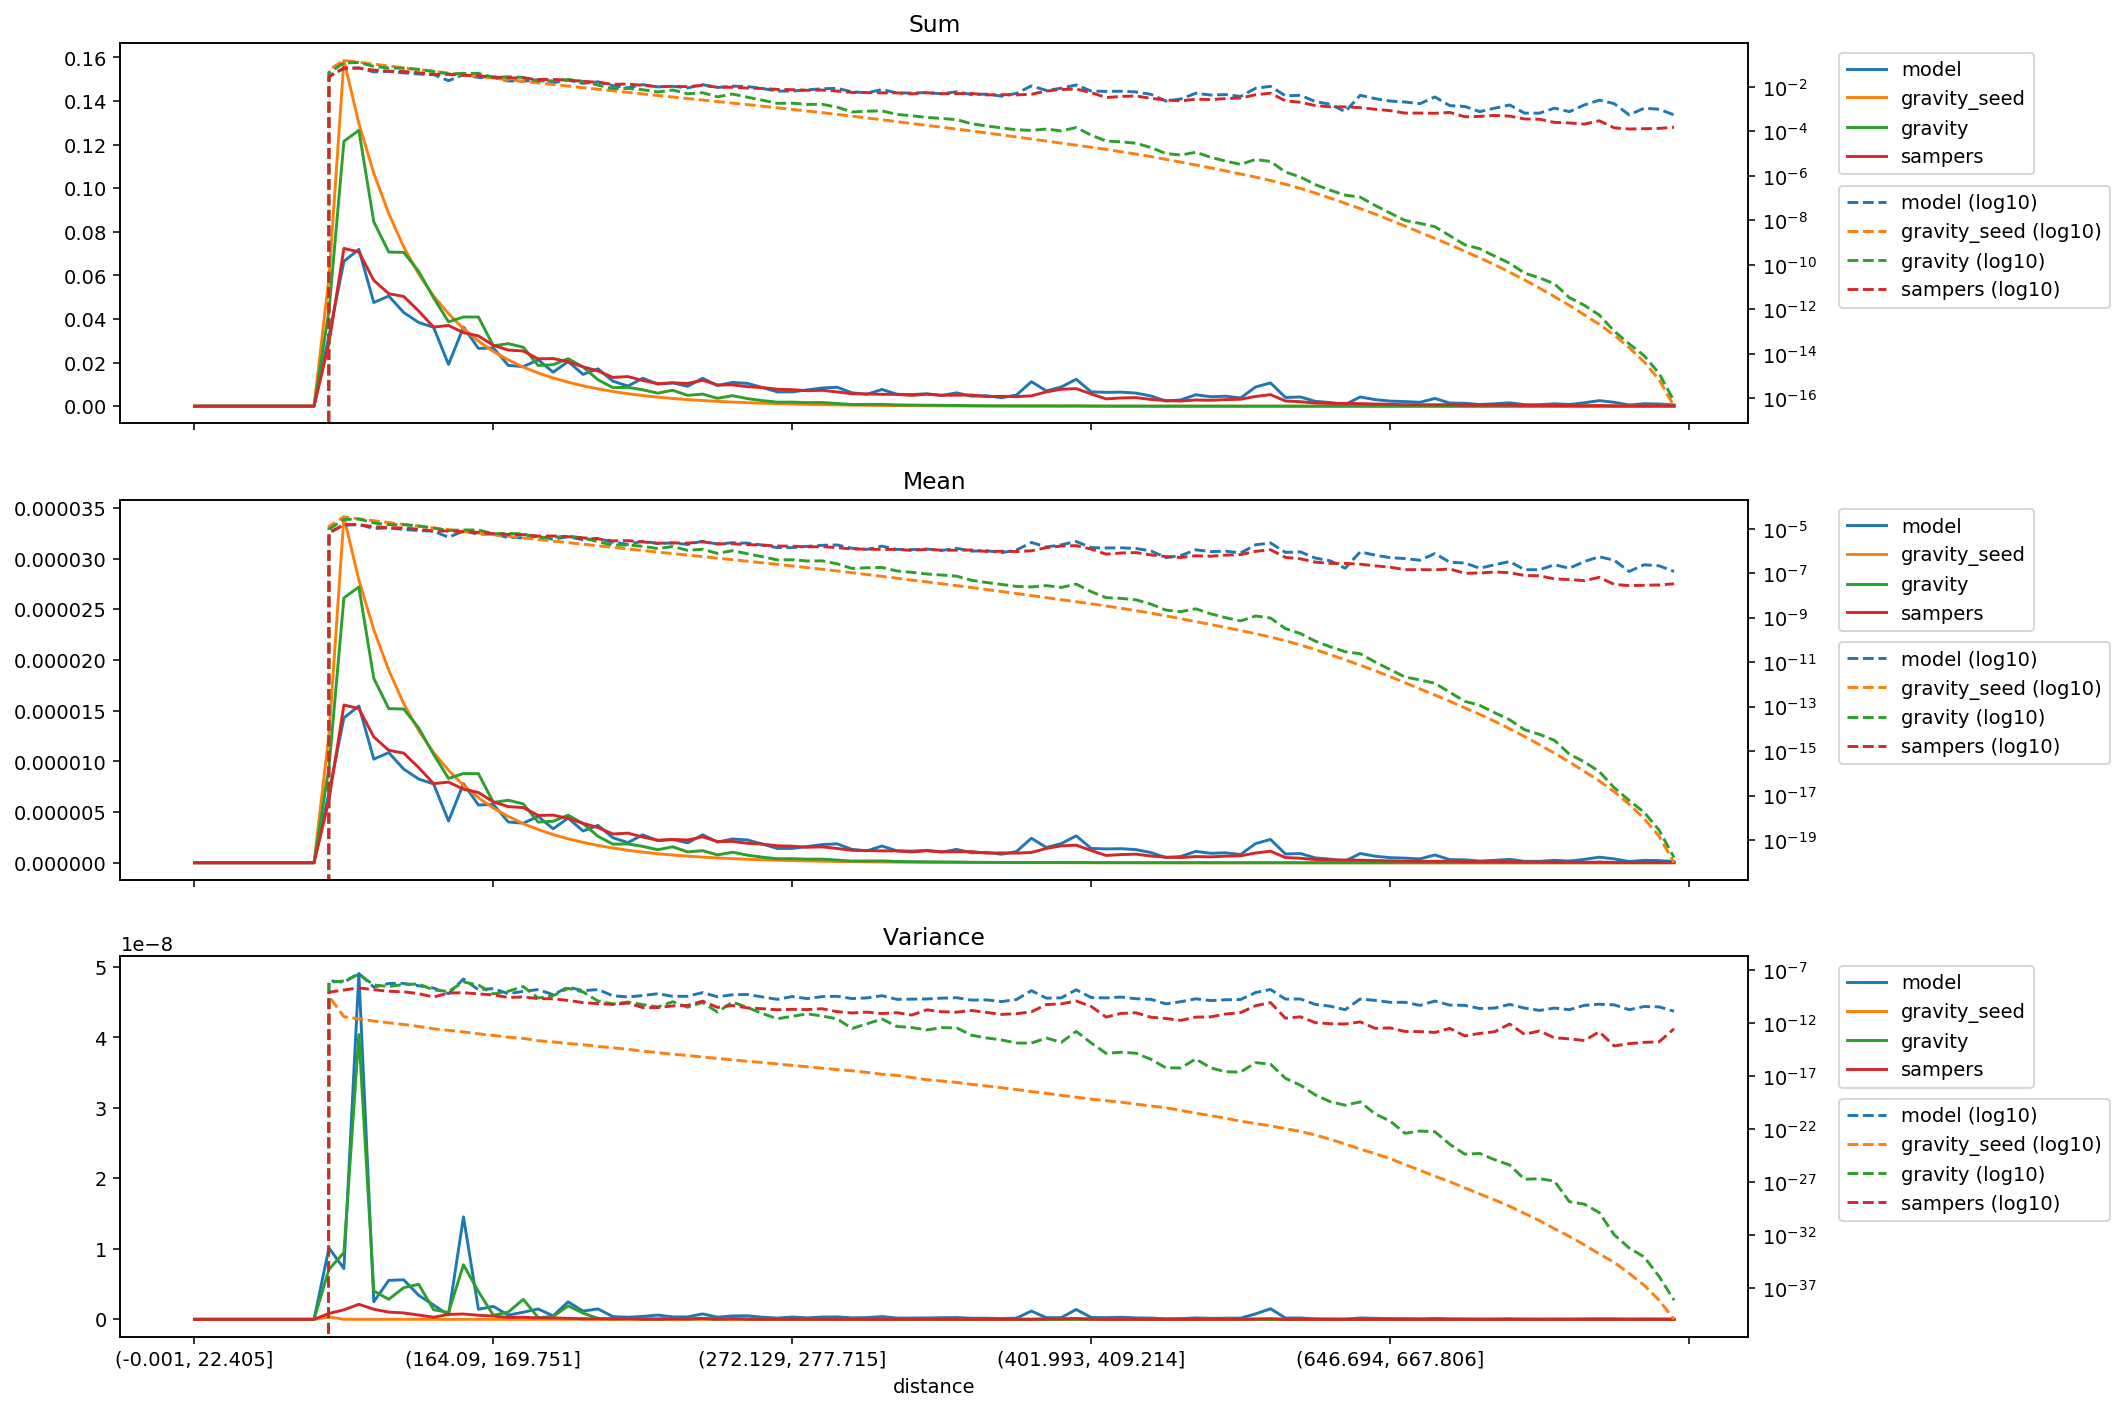 Sum
0.16
0.14
0.12
0.10
0.08
0.06
0.04
0.02
0.00
10⁻²
10⁻⁴
10⁻⁶
10⁻⁸
10⁻¹⁰
10⁻¹²
10⁻¹⁴
10⁻¹⁶
model
gravity_seed
gravity
sampers
model (log10)
gravity_seed (log10)
gravity (log10)
sampers (log10)
Mean
0.000035
0.000030
0.000025
0.000020
0.000015
0.000010
0.000005
0.000000
10⁻⁵
10⁻⁷
10⁻⁹
10⁻¹¹
10⁻¹³
10⁻¹⁵
10⁻¹⁷
10⁻¹⁹
model
gravity_seed
gravity
sampers
model (log10)
gravity_seed (log10)
gravity (log10)
sampers (log10)
Variance
1e−8
5
4
3
2
1
0
10⁻⁷
10⁻¹²
10⁻¹⁷
10⁻²²
10⁻²⁷
10⁻³²
10⁻³⁷
model
gravity_seed
gravity
sampers
model (log10)
gravity_seed (log10)
gravity (log10)
sampers (log10)
(-0.001, 22.405] (164.09, 169.751] (272.129, 277.715] (401.993, 409.214] (646.694, 667.806]
distance